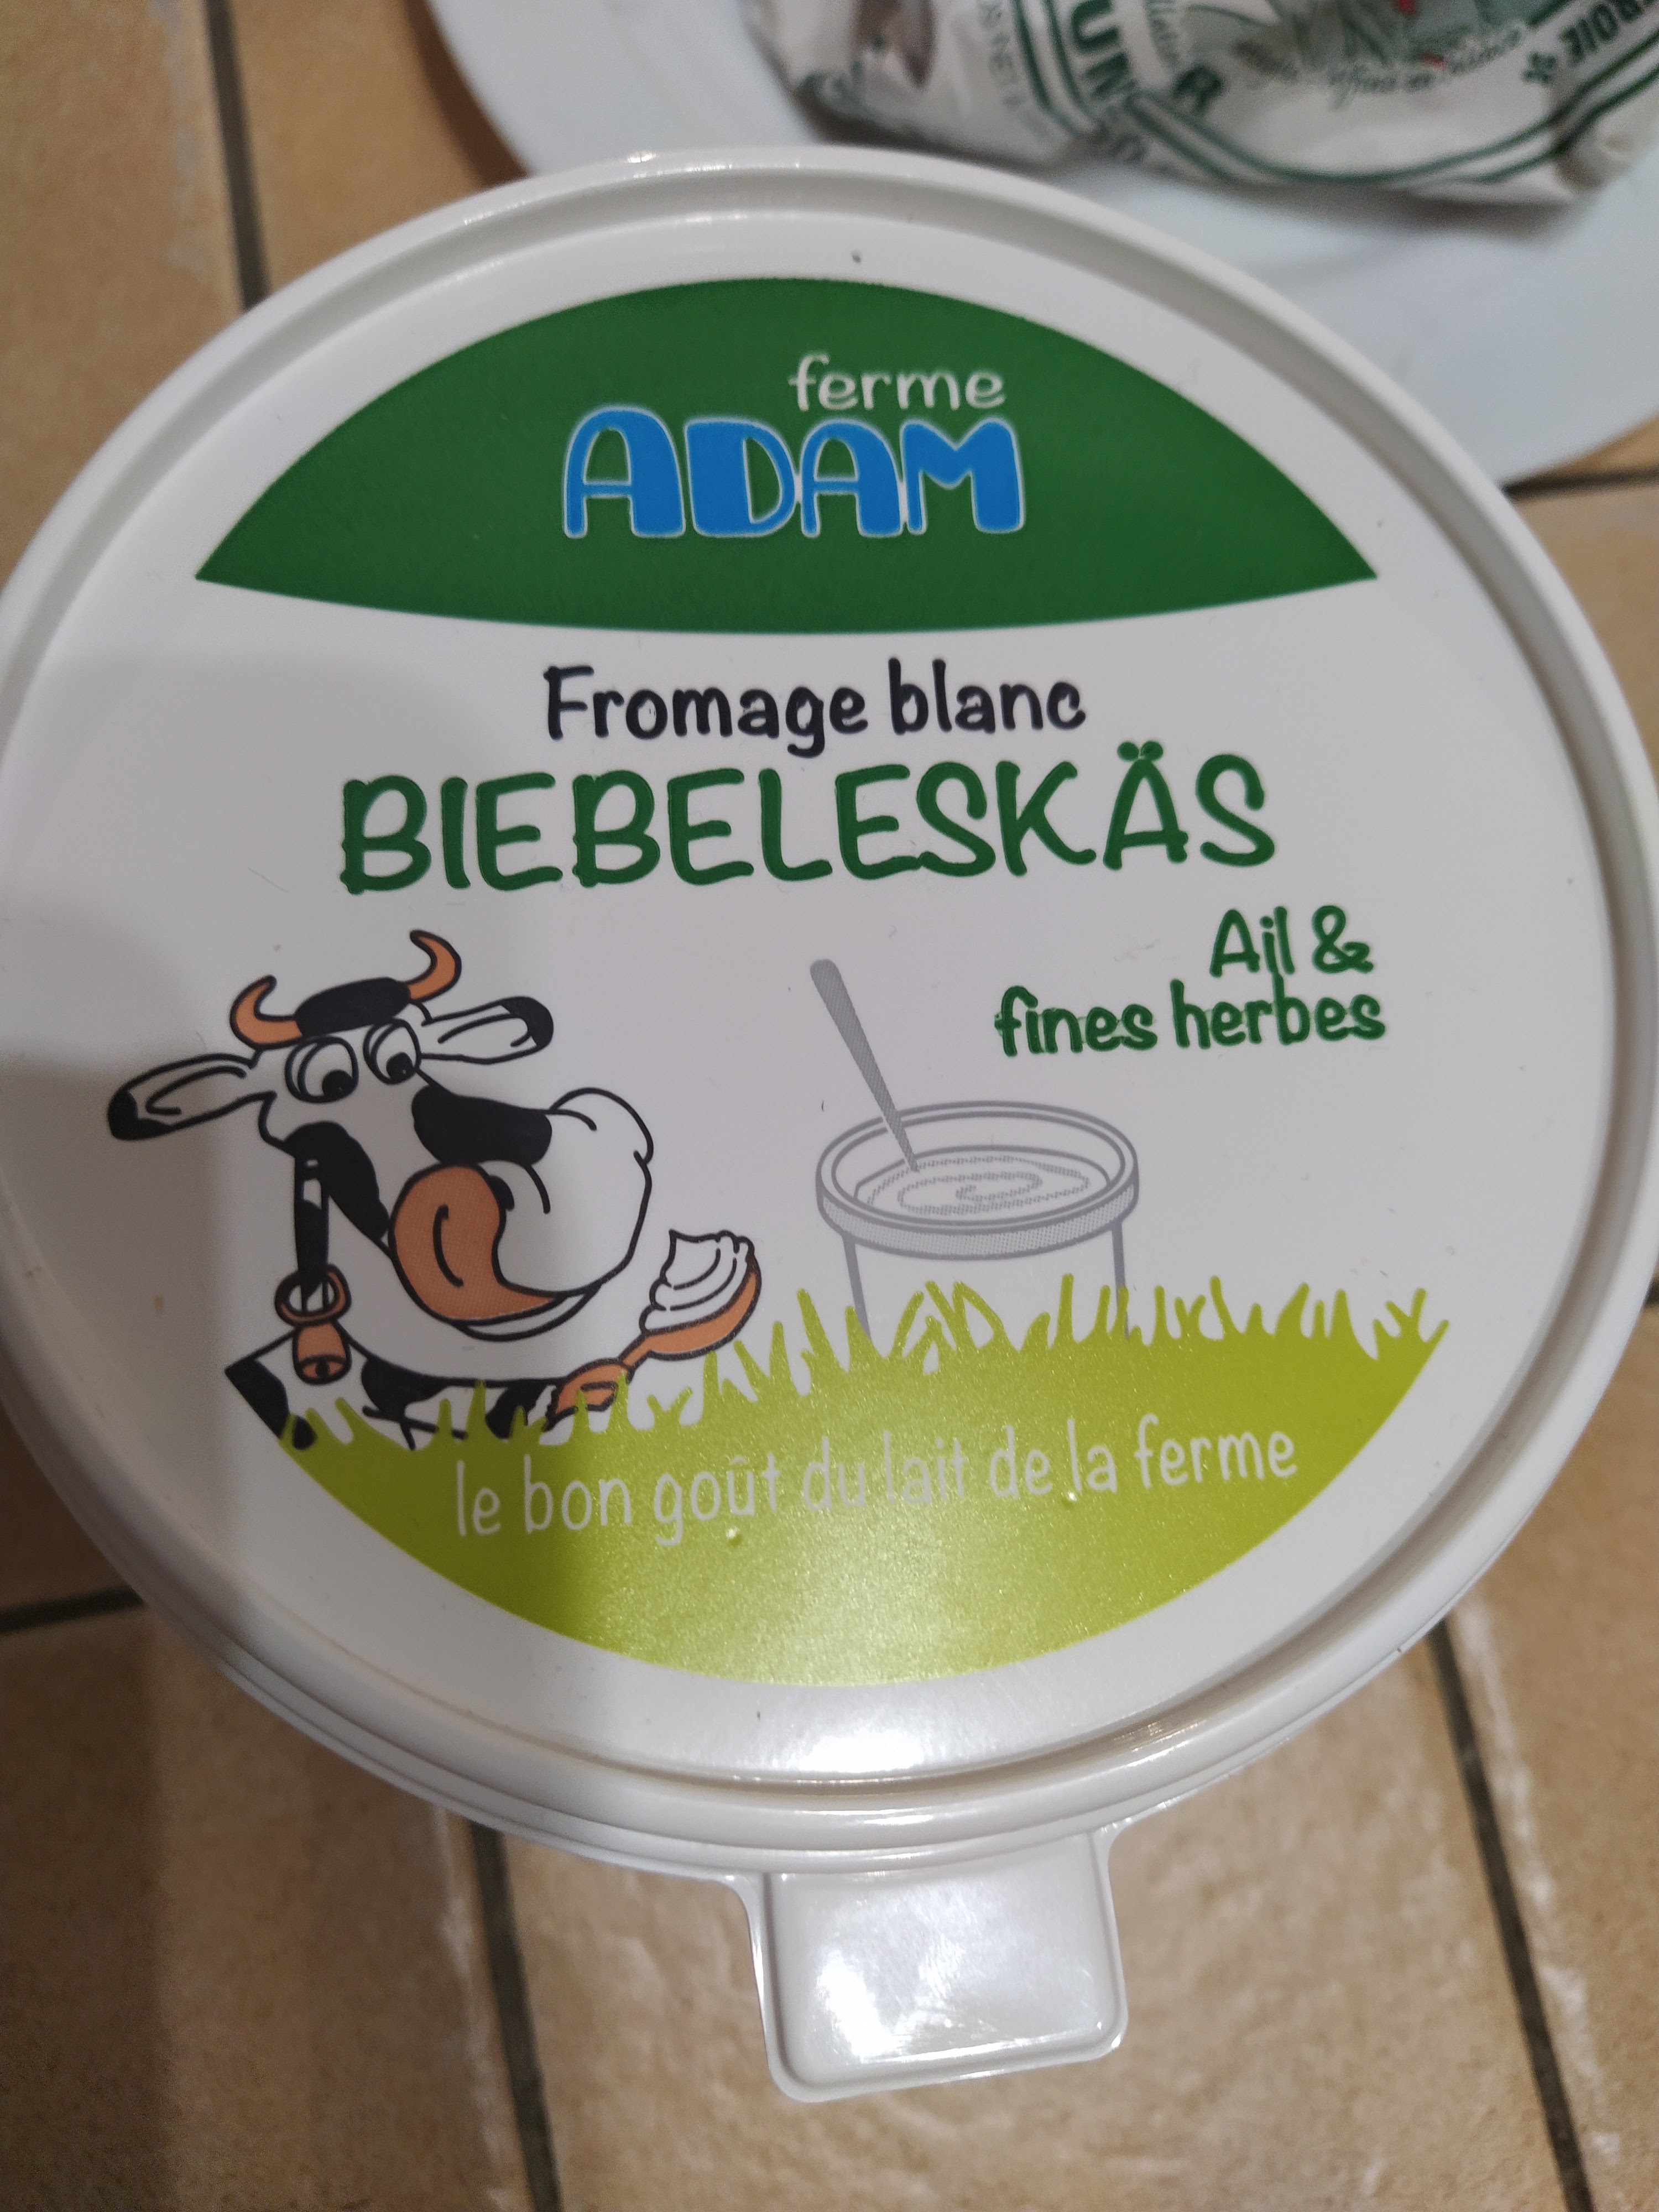 ferme
ADAM
Fromage blanc
BIEBELESKÄS
Ail &
fines herbes
le bon goût du lait de la ferme